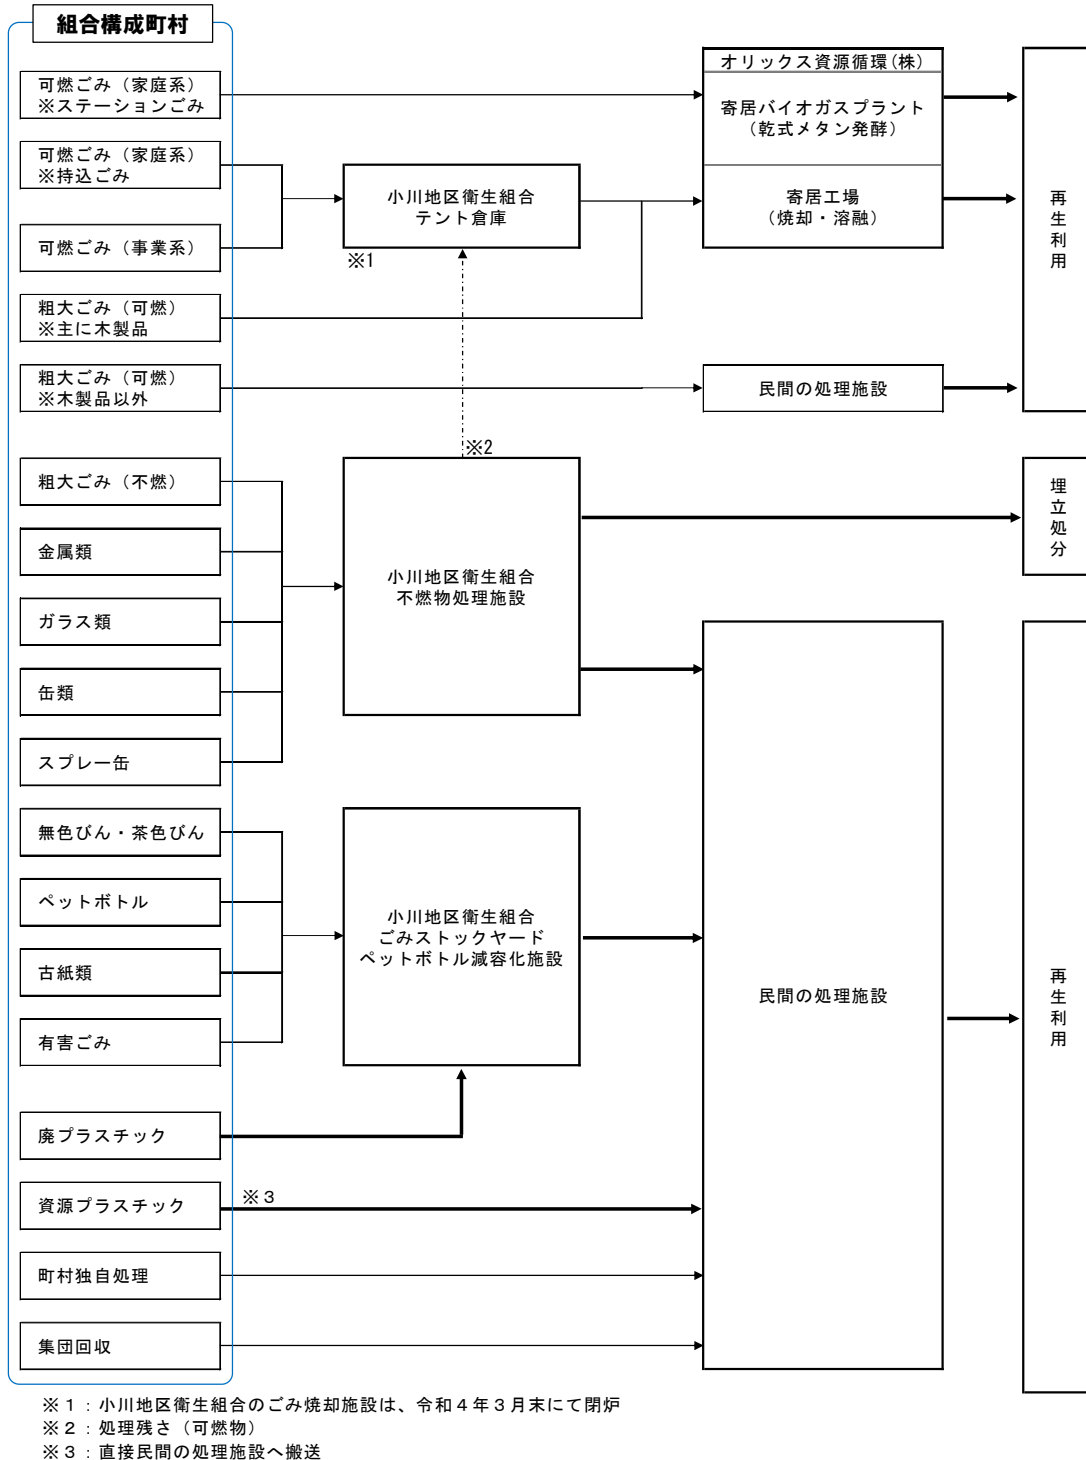 組合構成町村
可燃ごみ（家庭系）
※ステーションごみ
可燃ごみ（家庭系）
※持込ごみ
可燃ごみ（事業系）
粗大ごみ（可燃）
※主に木製品
粗大ごみ（可燃）
※木製品以外
粗大ごみ（不燃）
金属類
ガラス類
缶類
スプレー缶
無色びん・茶色びん
ペットボトル
古紙類
有害ごみ
廃プラスチック
資源プラスチック
町村独自処理
集団回収
小川地区衛生組合
テント倉庫
※1
※2
小川地区衛生組合
不燃物処理施設
小川地区衛生組合
ごみストックヤード
ペットボトル減容化施設
※３
オリックス資源循環(株)
寄居バイオガスプラント
（乾式メタン発酵）
寄居工場
（焼却・溶融）
民間の処理施設
民間の処理施設
再生利用
埋立処分
再生利用
※１：小川地区衛生組合のごみ焼却施設は、令和４年３月末にて閉炉
※２：処理残さ（可燃物）
※３：直接民間の処理施設へ搬送